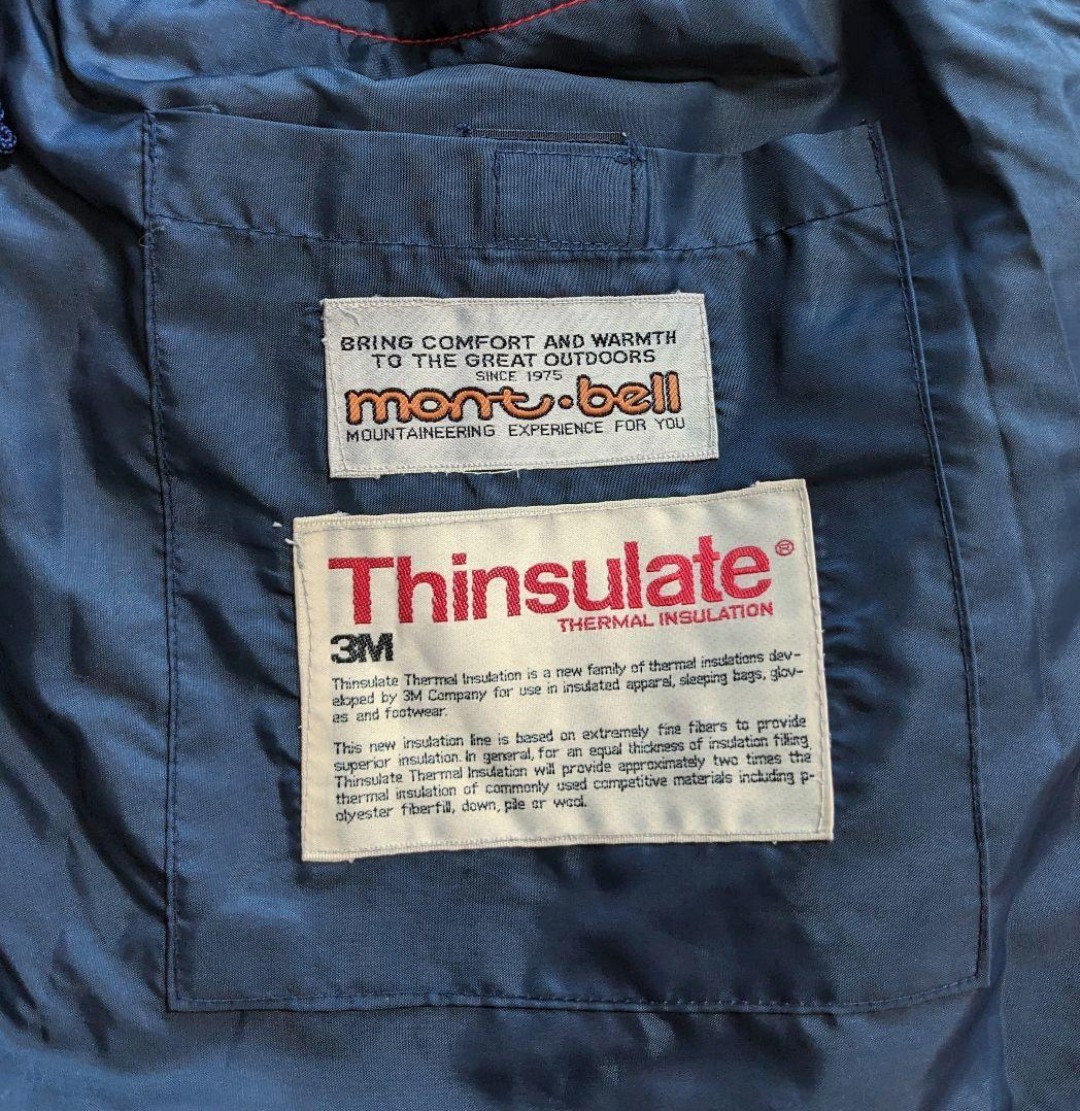 BRING COMFORT AND WARMTH
TO THE GREAT OUTDOORS
SINCE 1975
mont·bell
MOUNTAINEERING EXPERIENCE FOR YOU
Thinsulate®
THERMAL INSULATION
3M
Thinsulate Thermal Insulation is a new family of thermal insulations dev-
eloped by 3M Company for use in insulated apparel, sleeping bags, glov-
es and footwear.
This new insulation line is based on extremely fine fibers to provide
superior insulation. In general, for an equal thickness of insulation filling
Thinsulate Thermal Insulation will provide approximately two times the
thermal insulation of commonly used competitive materials including p-
olyester fiberfill, down, pile or wool.